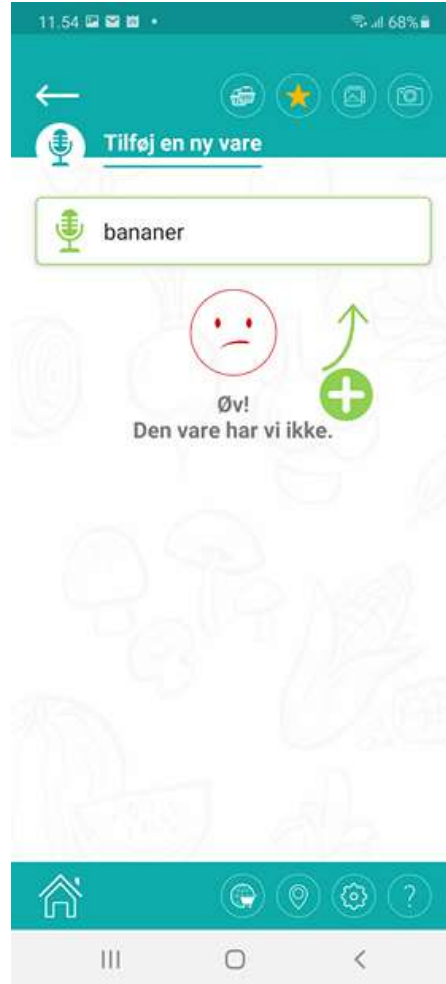 11.54
68%
Tilføj en ny vare
bananer
Øv!
Den vare har vi ikke.
?